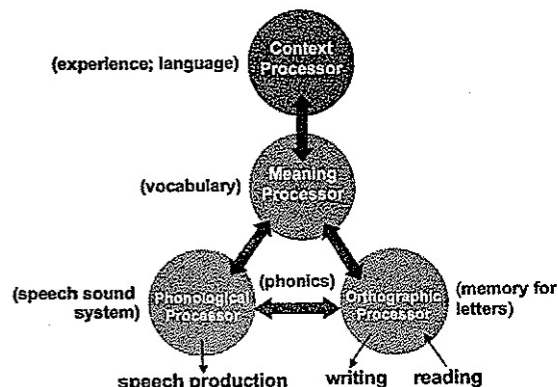 Context
Processor
(experience; language)
Meaning
Processor
(vocabulary)
(phonics)
(speech sound
system)
Phonological
Processor
Orthographic
Processor
(memory for
letters)
speech production
writing
reading